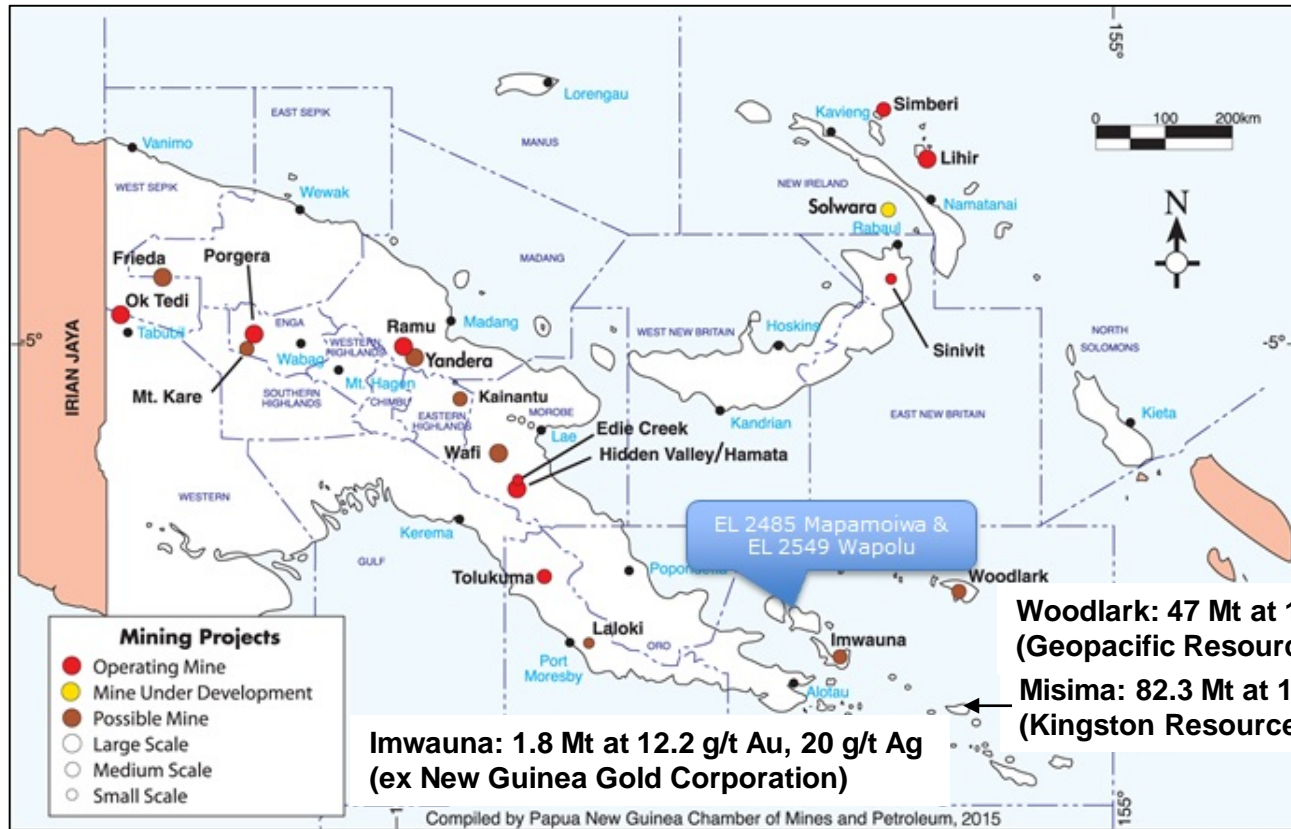 155°
Lorengau
Kavieng
Simberi
0 100 200km
EAST SEPIK
Vanimo
MANUS
Lihir
WEST SEPIK
NEW IRELAND
Wewak
Solwara
Namatanai
N
Rabaul
Frieda
Porgera
MADANG
Ok Tedi
Tabubil
ENGA
Ramu
Madang
WEST NEW BRITAIN
Hoskins
NORTH
SOLOMONS
-5°
-5°
Wabag
WESTERN
HIGHLANDS
Yandera
Sinivit
IRIAN JAYA
Mt. Kare
Mt. Hagen
SOUTHERN
HIGHLANDS
CHIMBU
Kainantu
EASTERN
HIGHLANDS
MOROBE
Kandrian
EAST NEW BRITAIN
Kieta
Edie Creek
Lae
Wafi
Hidden Valley/Hamata
WESTERN
EL 2485 Mapamoiwa &
EL 2549 Wapolu
Kerema
GULF
Tolukuma
Woodlark
Woodlark: 47 Mt at
(Geopacific
Laloki
Imwauna
ORO
Port
Moresby
Alotau
Misima: 82.3 Mt at
(Kingston
Mining Projects
Operating Mine
Mine Under Development
Possible Mine
Large Scale
Medium Scale
Small Scale
Imwauna: 1.8 Mt at 12.2 g/t Au, 20 g/t Ag
(ex New Guinea Gold Corporation)
Compiled by Papua New Guinea Chamber of Mines and Petroleum, 2015
155°